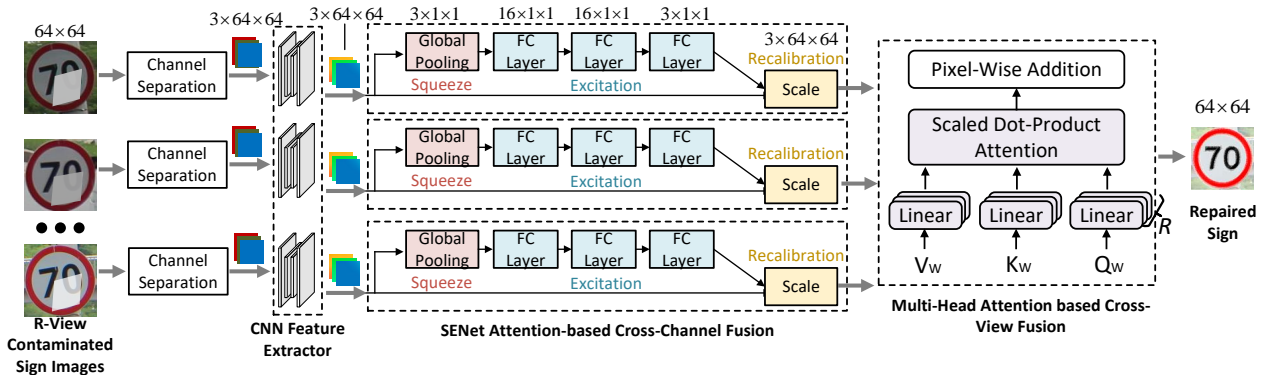 64×64
70
Channel
Separation
3×64×64
3×64×64
3×1×1
16×1×1
16×1×1
3×1×1
Global
Pooling
FC
Layer
FC
Layer
FC
Layer
Squeeze
Excitation
3×64×64
Recalibration
Scale
70
Channel
Separation
Global
Pooling
FC
Layer
FC
Layer
FC
Layer
Squeeze
Excitation
Recalibration
Scale
70
Channel
Separation
Global
Pooling
FC
Layer
FC
Layer
FC
Layer
Squeeze
Excitation
Recalibration
Scale
R-View
Contaminated
Sign Images
CNN Feature
Extractor
SENet Attention-based Cross-Channel Fusion
Pixel-Wise Addition
Scaled Dot-Product
Attention
Linear
Linear
Linear
R
Vw
Kw
Qw
Multi-Head Attention based Cross-
View Fusion
64×64
70
Repaired
Sign